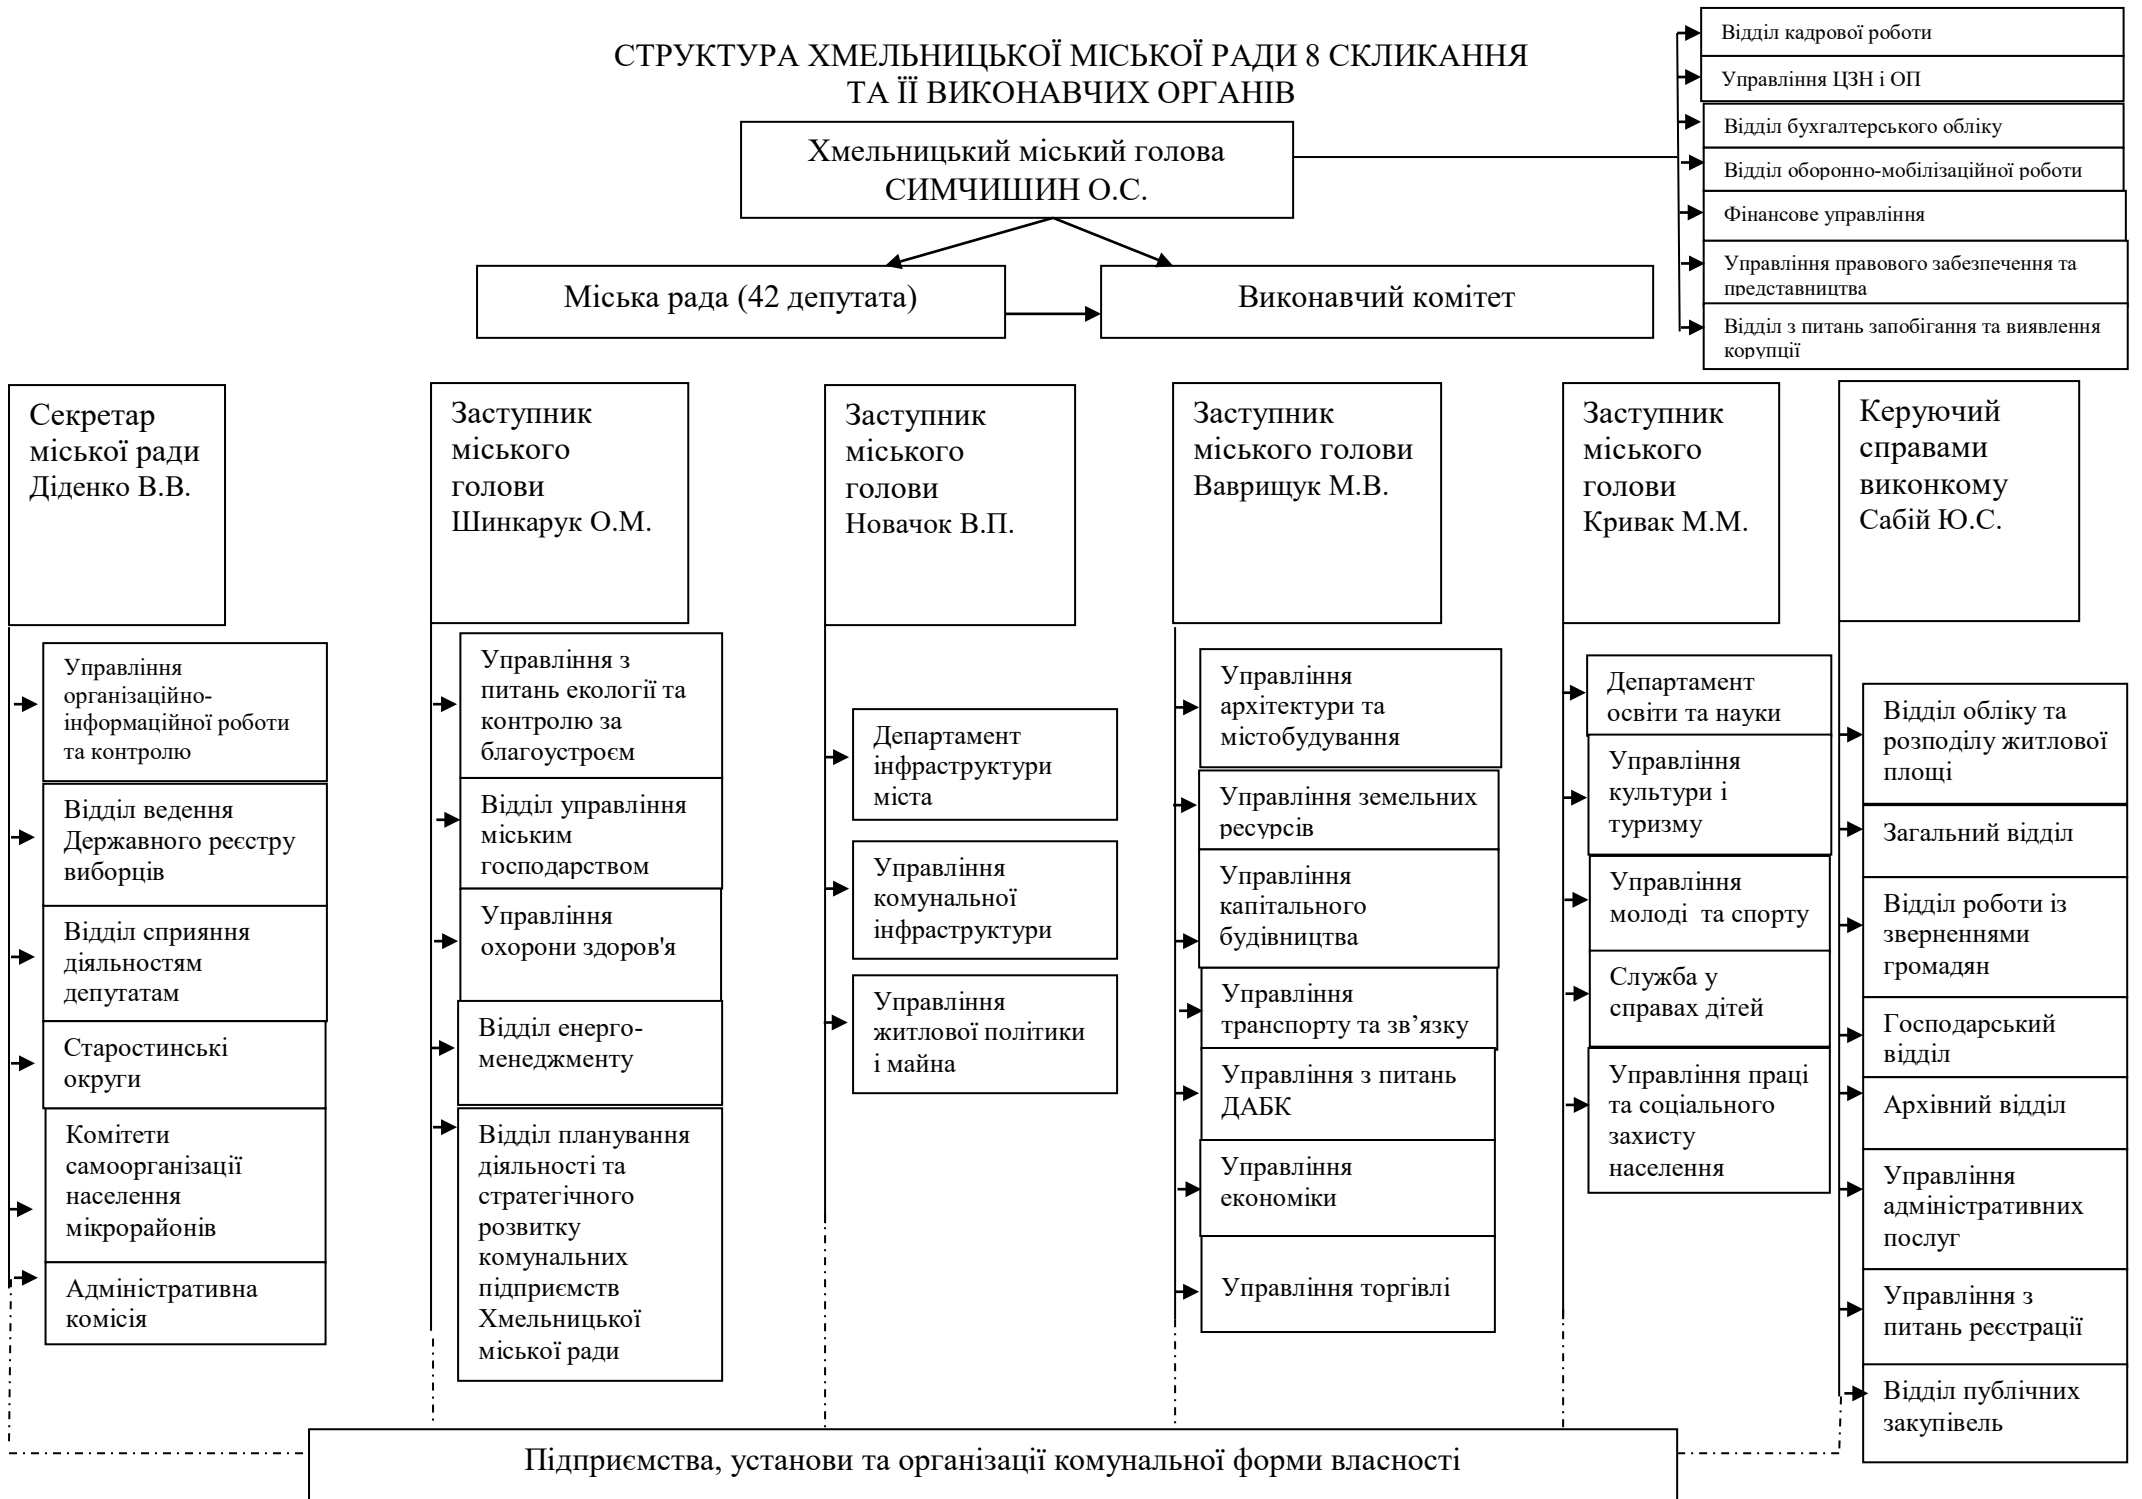 СТРУКТУРА ХМЕЛЬНИЦЬКОЇ МІСЬКОЇ РАДИ 8 СКЛИКАННЯ
ТА ЇЇ ВИКОНАВЧИХ ОРГАНІВ
Хмельницький міський голова
СИМЧИШИН О.С.
Відділ кадрової роботи
Управління ЦЗН і ОП
Відділ бухгалтерського обліку
Відділ оборонно-мобілізаційної роботи
Фінансове управління
Управління правового забезпечення та
представництва
Відділ з питань запобігання та виявлення
корупції
Міська рада (42 депутата)
Виконавчий комітет
Секретар
міської ради
Діденко В.В.
Управління
організаційно-
інформаційної роботи
та контролю
Відділ ведення
Державного реєстру
виборців
Відділ сприяння
діяльностям
депутатам
Старостинські
округи
Комітети
самоорганізації
населення
мікрорайонів
Адміністративна
комісія
Заступник
міського
голови
Шинкарук О.М.
Управління з
питань екології та
контролю за
благоустроєм
Відділ управління
міським
господарством
Управління
охорони здоров'я
Відділ енерго-
менеджменту
Відділ планування
діяльності та
стратегічного
розвитку
комунальних
підприємств
Хмельницької
міської ради
Заступник
міського
голови
Новачок В.П.
Департамент
інфраструктури
міста
Управління
комунальної
інфраструктури
Управління
житлової політики
і майна
Заступник
міського голови
Ваврищук М.В.
Управління
архітектури та
містобудування
Управління земельних
ресурсів
Управління
капітального
будівництва
Управління
транспорту та зв’язку
Управління з питань
ДАБК
Управління
економіки
Управління торгівлі
Заступник
міського
голови
Кривак М.М.
Департамент
освіти та науки
Управління
культури і
туризму
Управління
молоді  та спорту
Служба у
справах дітей
Управління праці
та соціального
захисту
населення
Керуючий
справами
виконкому
Сабій Ю.С.
Відділ обліку та
розподілу житлової
площі
Загальний відділ
Відділ роботи із
зверненнями
громадян
Господарський
відділ
Архівний відділ
Управління
адміністративних
послуг
Управління з
питань реєстрації
Відділ публічних
закупівель
Підприємства, установи та організації комунальної форми власності